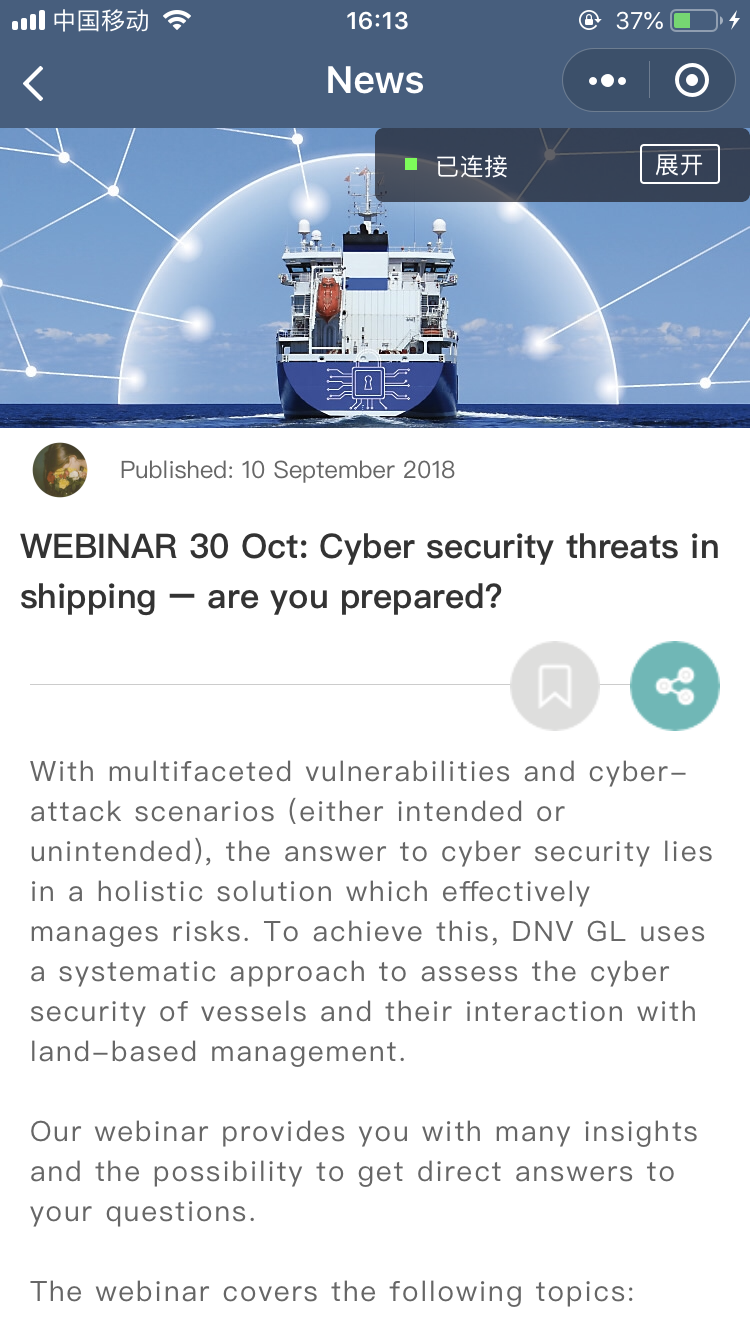 中国移动 16:13 37%
News
已连接 展开
Published: 10 September 2018
WEBINAR 30 Oct: Cyber security threats in
shipping — are you prepared?
With multifaceted vulnerabilities and cyber-
attack scenarios (either intended or
unintended), the answer to cyber security lies
in a holistic solution which effectively
manages risks. To achieve this, DNV GL uses
a systematic approach to assess the cyber
security of vessels and their interaction with
land-based management.
Our webinar provides you with many insights
and the possibility to get direct answers to
your questions.
The webinar covers the following topics: